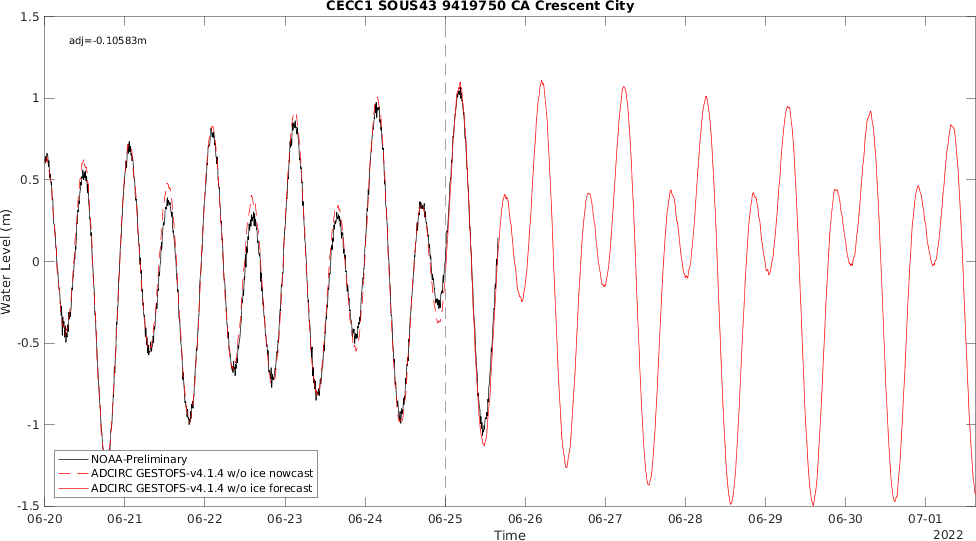 CECC1 SOUS43 9419750 CA Crescent City
adj=-0.10583m
1.5
1
0.5
0
-0.5
-1
-1.5
Water Level (m)
NOAA-Preliminary
ADCIRC GESTOFS-v4.1.4 w/o ice nowcast
ADCIRC GESTOFS-v4.1.4 w/o ice forecast
06-20 06-21 06-22 06-23 06-24 06-25 06-26 06-27 06-28 06-29 06-30 07-01
Time
2022